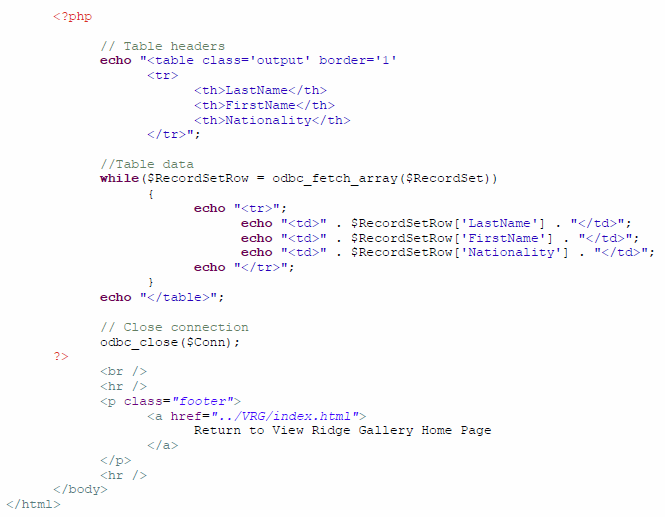 <?php
// Table headers
echo "<table class='output' border='1'
<tr>
<th>LastName</th>
<th>FirstName</th>
<th>Nationality</th>
</tr>";
//Table data
while($RecordSetRow = odbc_fetch_array($RecordSet))
{
echo "<tr>";
echo "<td>" . $RecordSetRow['LastName'] . "</td>";
echo "<td>" . $RecordSetRow['FirstName'] . "</td>";
echo "<td>" . $RecordSetRow['Nationality'] . "</td>";
echo "</tr>";
}
echo "</table>";
// Close connection
odbc_close($Conn);
?>
<br />
<hr />
<p class="footer">
<a href="../VRG/index.html">
Return to View Ridge Gallery Home Page
</a>
</p>
<hr />
</body>
</html>